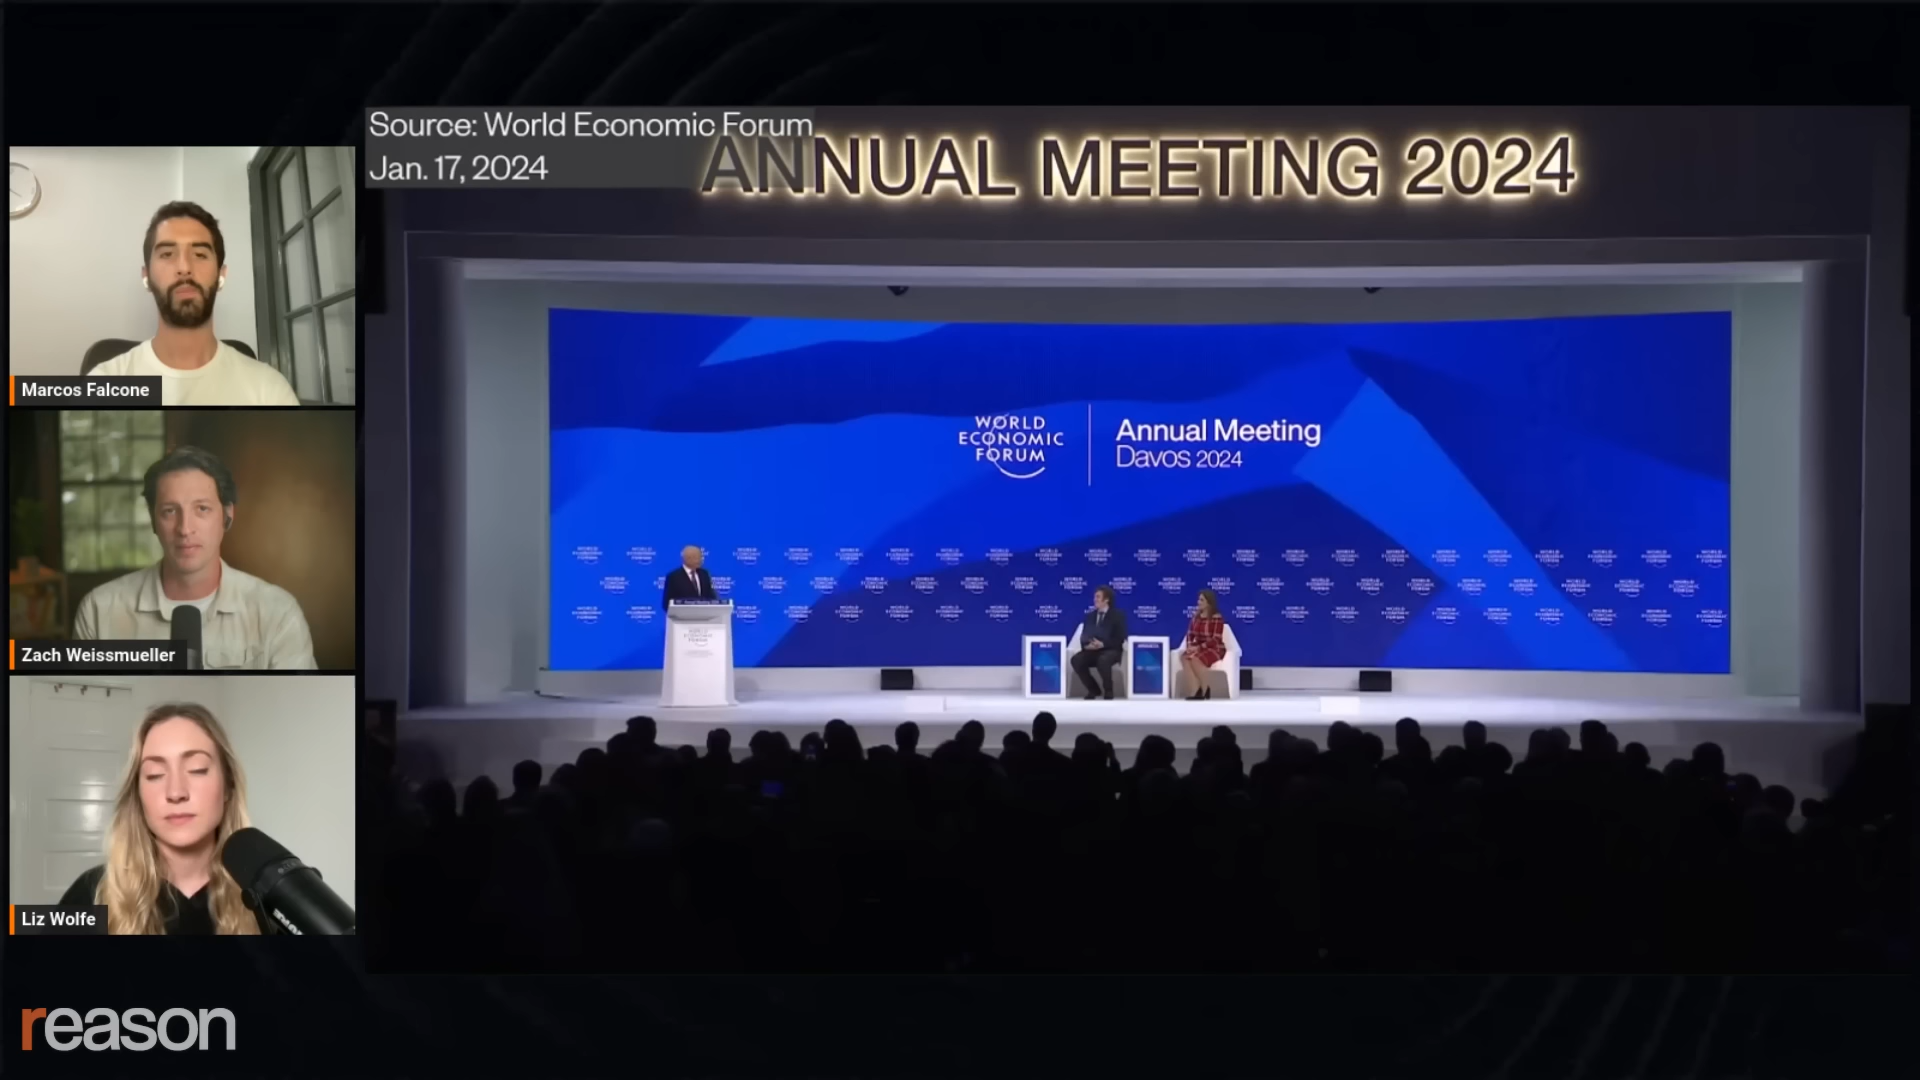 Source: World Economic Forum
Jan. 17, 2024
ANNUAL MEETING 2024
WORLD
ECONOMIC
FORUM
Annual Meeting
Davos 2024
Marcos Falcone
Zach Weissmueller
Liz Wolfe
reason